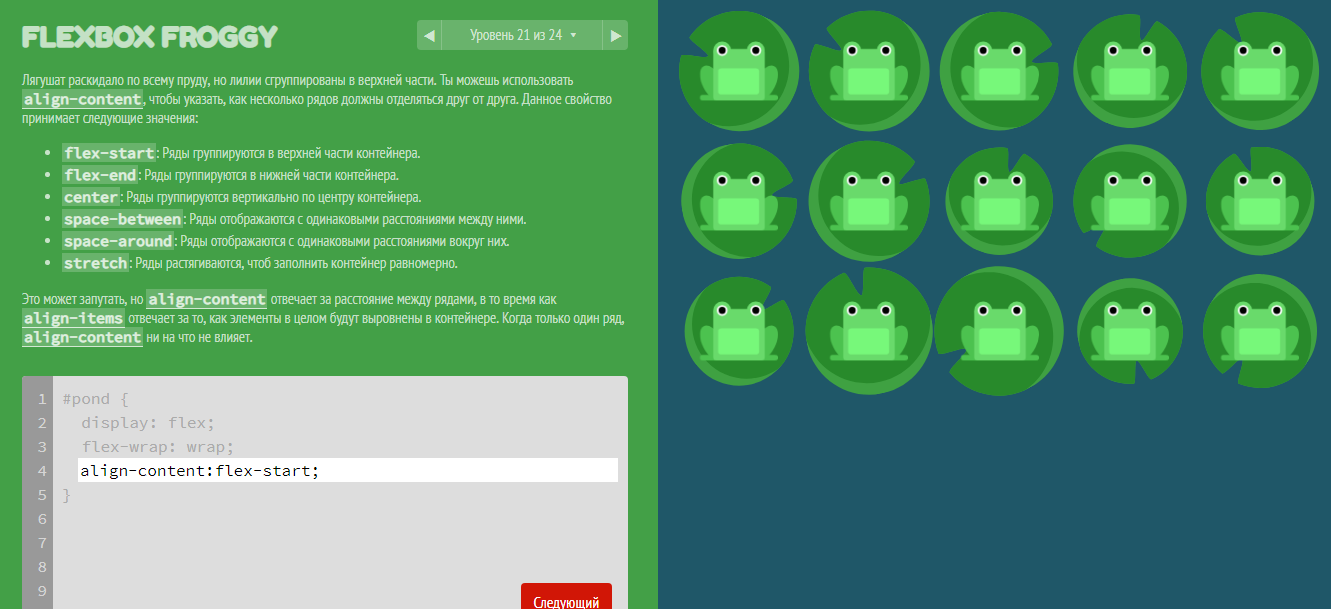 FLEXBOX FROGGY
◀ Уровень 21 из 24 ▾ ▶
Лягушат раскидало по всему пруду, но лилии сгруппированы в верхней части. Ты можешь использовать
align-content, чтобы указать, как несколько рядов должны отделяться друг от друга. Данное свойство
принимает следующие значения:
• flex-start: Ряды группируются в верхней части контейнера.
• flex-end: Ряды группируются в нижней части контейнера.
• center: Ряды группируются вертикально по центру контейнера.
• space-between: Ряды отображаются с одинаковыми расстояниями между ними.
• space-around: Ряды отображаются с одинаковыми расстояниями вокруг них.
• stretch: Ряды растягиваются, чтоб заполнить контейнер равномерно.
Это может запутать, но align-content отвечает за расстояние между рядами, в то время как
align-items отвечает за то, как элементы в целом будут выровнены в контейнере. Когда только один ряд,
align-content ни на что не влияет.
1 #pond {
2 display: flex;
3 flex-wrap: wrap;
4 align-content:flex-start;
5 }
6
7
8
9
Следующий